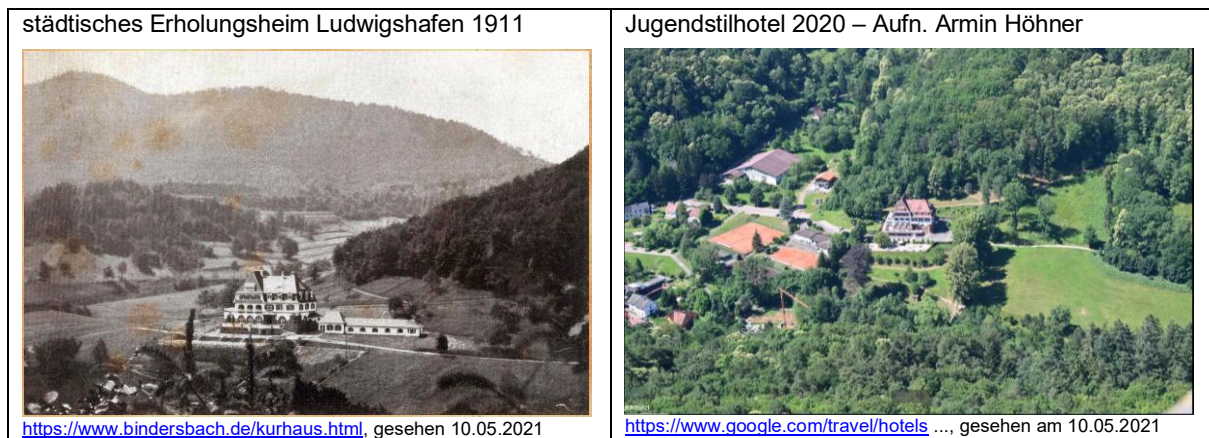 städtisches Erholungsheim Ludwigshafen 1911
https://www.bindersbach.de/kurhaus.html, gesehen 10.05.2021
Jugendstilhotel 2020 – Aufn. Armin Höhner
https://www.google.com/travel/hotels ..., gesehen am 10.05.2021